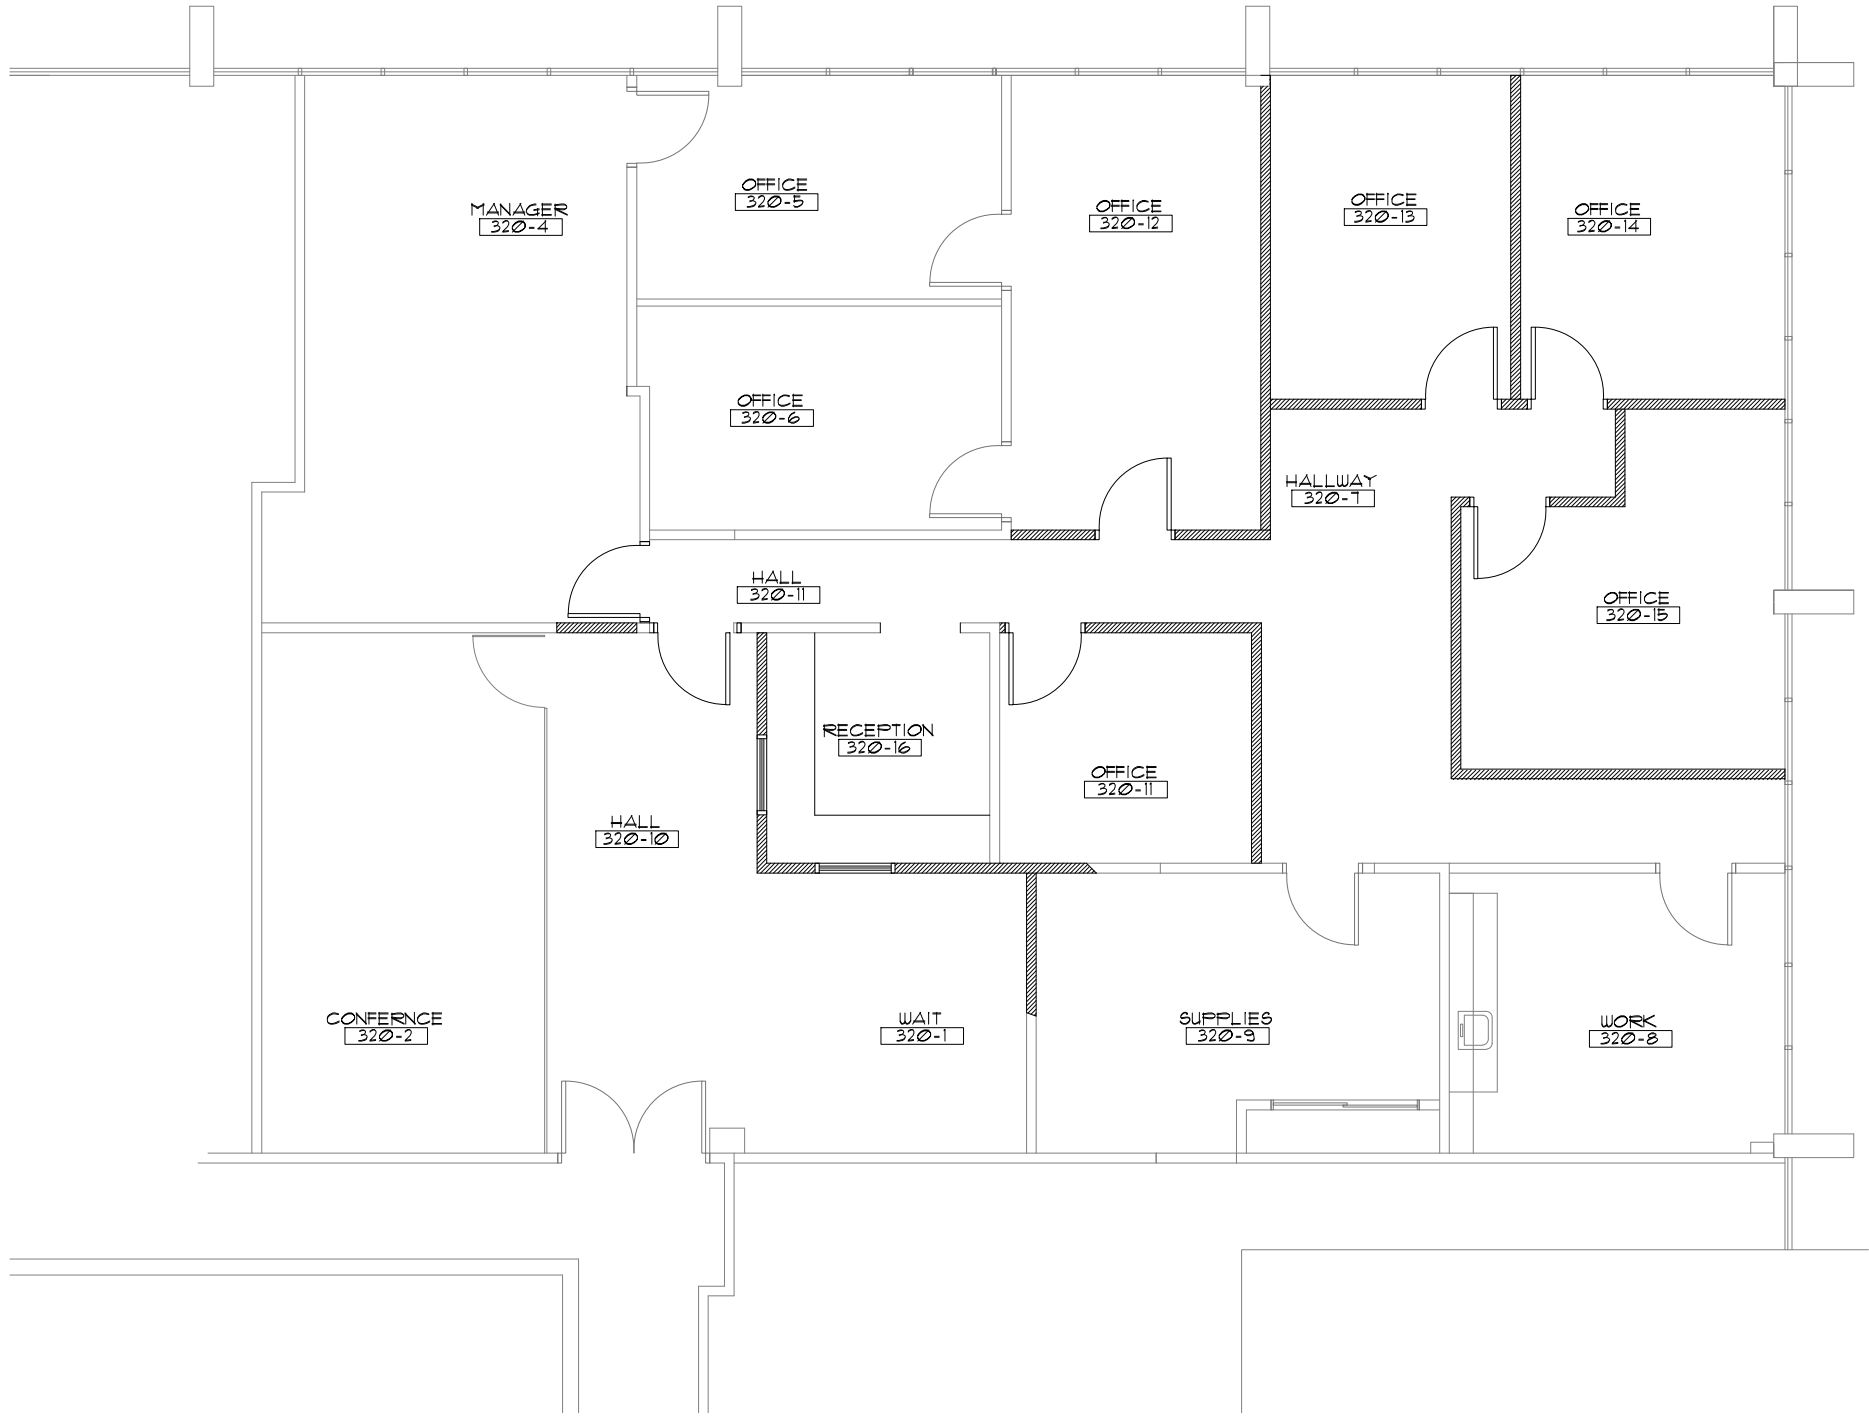 OFFICE
320-5
MANAGER
320-4
OFFICE
320-12
OFFICE
320-13
OFFICE
320-14
OFFICE
320-6
HALLWAY
320-7
HALL
320-11
OFFICE
320-15
RECEPTION
320-16
OFFICE
320-11
HALL
320-10
CONFERNCE
320-2
WAIT
320-1
SUPPLIES
320-9
WORK
320-8